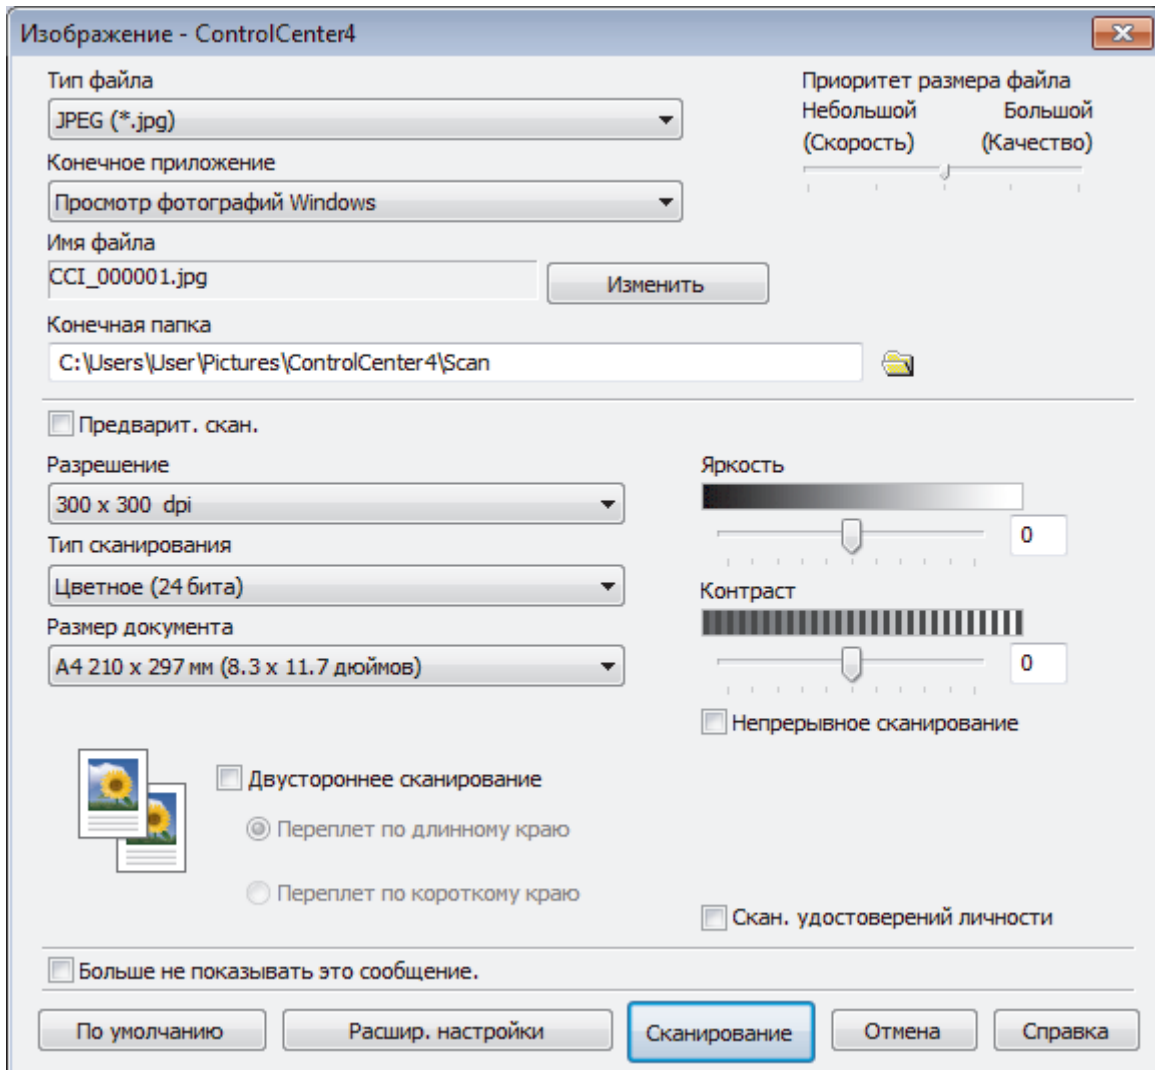 Изображение - ControlCenter4
Тип файла
JPEG (*.jpg)
Приоритет размера файла
Небольшой Большой
(Скорость) (Качество)
Конечное приложение
Просмотр фотографий Windows
Имя файла
CCI_000001.jpg
Изменить
Конечная папка
C:\Users\User\Pictures\ControlCenter4\Scan
Предварит. скан.
Разрешение
300 x 300 dpi
Тип сканирования
Цветное (24 бита)
Размер документа
A4 210 x 297 мм (8.3 x 11.7 дюймов)
Яркость
0
Контраст
0
Непрерывное сканирование
Двустороннее сканирование
Переплет по длинному краю
Переплет по короткому краю
Скан. удостоверений личности
Больше не показывать это сообщение.
По умолчанию Расшир. настройки Сканирование Отмена Справка